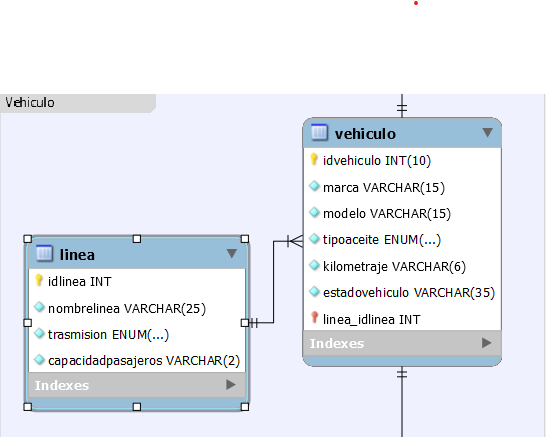 Vehiculo
vehiculo
idvehiculo INT(10)
marca VARCHAR(15)
modelo VARCHAR(15)
tipoaceite ENUM(...)
kilometraje VARCHAR(6)
estadovehiculo VARCHAR(35)
linea_idlinea INT
Indexes
linea
idlinea INT
nombrelinea VARCHAR(25)
trasmision ENUM(...)
capacidadpasajeros VARCHAR(2)
Indexes